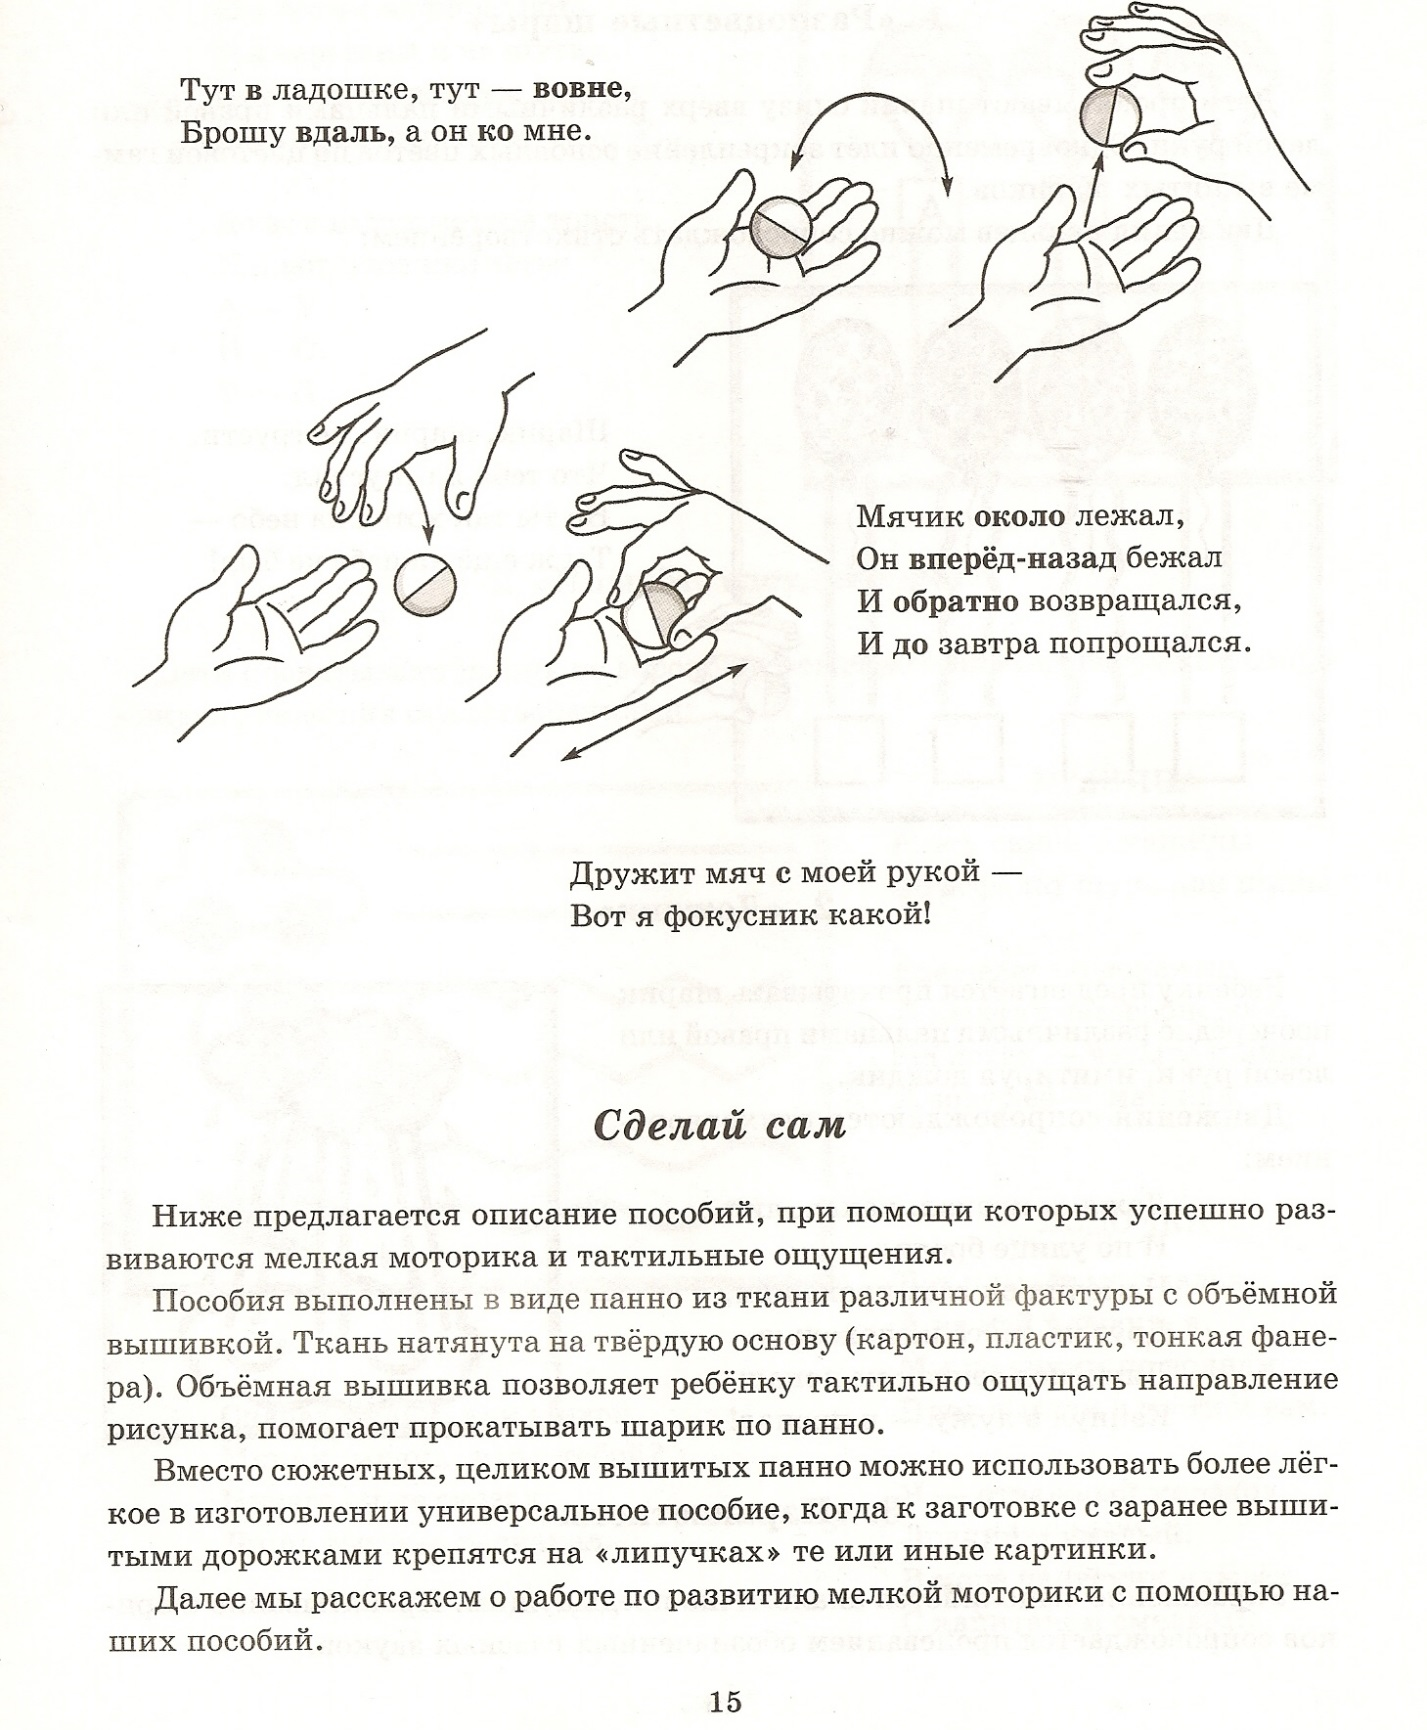 Тут в ладошке, тут — вовне,
Брошу вдаль, а он ко мне.
Мячик около лежал,
Он вперёд-назад бежал
И обратно возвращался,
И до завтра попрощался.
Дружит мяч с моей рукой —
Вот я фокусник какой!
Сделай сам
Ниже предлагается описание пособий, при помощи которых успешно раз-
виваются мелкая моторика и тактильные ощущения.
Пособия выполнены в виде панно из ткани различной фактуры с объёмной
вышивкой. Ткань натянута на твёрдую основу (картон, пластик, тонкая фане-
ра). Объёмная вышивка позволяет ребёнку тактильно ощущать направление
рисунка, помогает прокатывать шарик по панно.
Вместо сюжетных, целиком вышитых панно можно использовать более лёг-
кое в изготовлении универсальное пособие, когда к заготовке с заранее выши-
тыми дорожками крепятся на «липучках» те или иные картинки.
Далее мы расскажем о работе по развитию мелкой моторики с помощью на-
ших пособий.
15